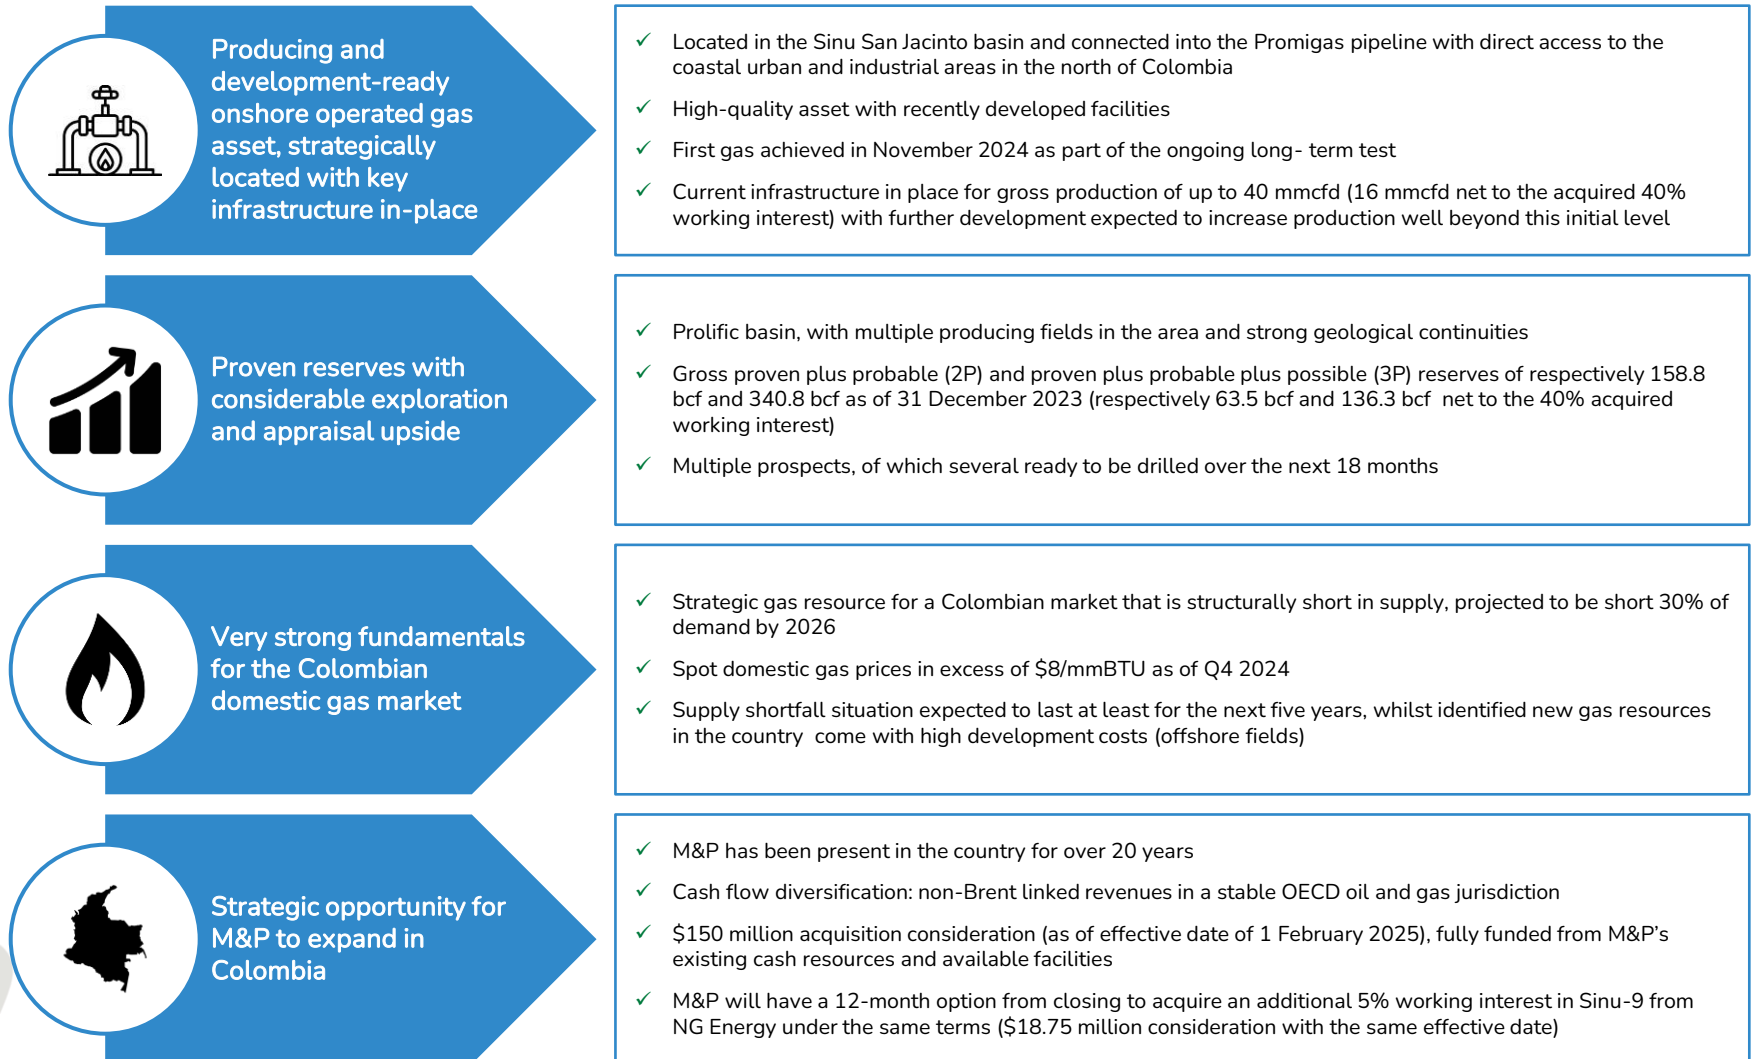 Producing and
development-ready
onshore operated gas
asset, strategically
located with key
infrastructure in-place
✓ Located in the Sinu San Jacinto basin and connected into the Promigas pipeline with direct access to the
coastal urban and industrial areas in the north of Colombia
✓ High-quality asset with recently developed facilities
✓ First gas achieved in November 2024 as part of the ongoing long- term test
✓ Current infrastructure in place for gross production of up to 40 mmcfd (16 mmcfd net to the acquired 40%
working interest) with further development expected to increase production well beyond this initial level
Proven reserves with
considerable exploration
and appraisal upside
✓ Prolific basin, with multiple producing fields in the area and strong geological continuities
✓ Gross proven plus probable (2P) and proven plus probable plus possible (3P) reserves of respectively 158.8
bcf and 340.8 bcf as of 31 December 2023 (respectively 63.5 bcf and 136.3 bcf  net to the 40% acquired
working interest)
✓ Multiple prospects, of which several ready to be drilled over the next 18 months
Very strong fundamentals
for the Colombian
domestic gas market
✓ Strategic gas resource for a Colombian market that is structurally short in supply, projected to be short 30% of
demand by 2026
✓ Spot domestic gas prices in excess of $8/mmBTU as of Q4 2024
✓ Supply shortfall situation expected to last at least for the next five years, whilst identified new gas resources
in the country  come with high development costs (offshore fields)
Strategic opportunity for
M&P to expand in
Colombia
✓ M&P has been present in the country for over 20 years
✓ Cash flow diversification: non-Brent linked revenues in a stable OECD oil and gas jurisdiction
✓ $150 million acquisition consideration (as of effective date of 1 February 2025), fully funded from M&P’s
existing cash resources and available facilities
✓ M&P will have a 12-month option from closing to acquire an additional 5% working interest in Sinu-9 from
NG Energy under the same terms ($18.75 million consideration with the same effective date)